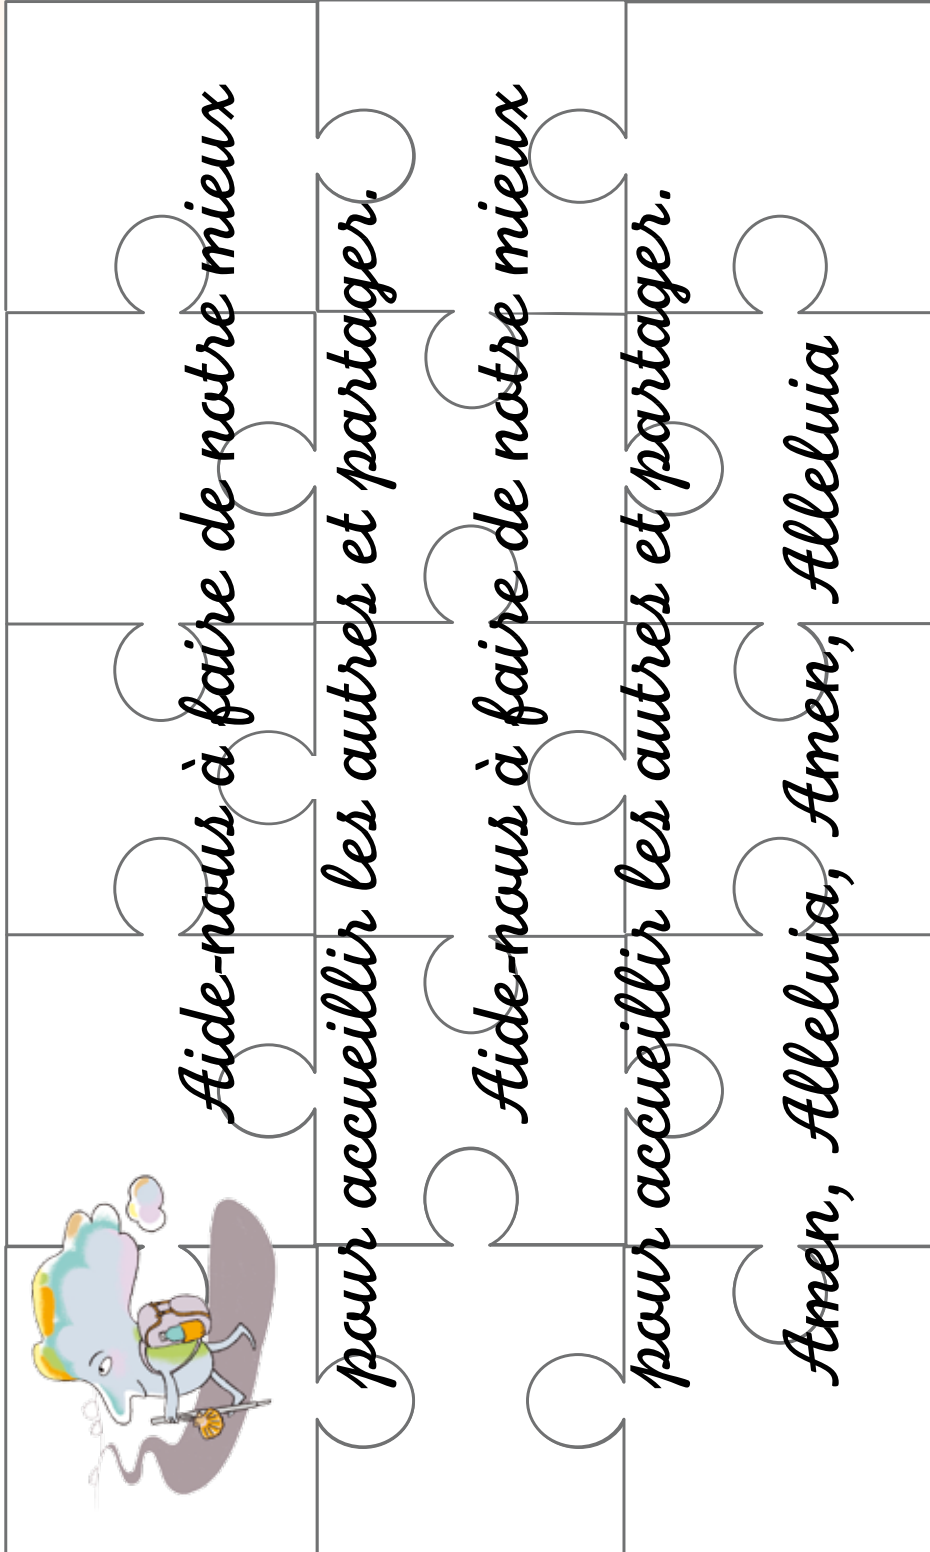 Aide-nous à faire de notre mieux
pour accueillir les autres et partager.
Aide-nous à faire de notre mieux
pour accueillir les autres et partager.
Amen, Alleluia, Amen, Alleluia